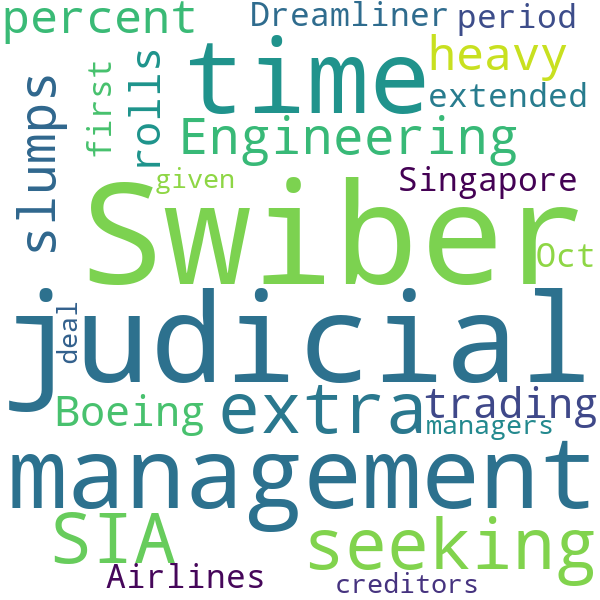 percent
Dreamliner
period
time
heavy
slumps
first
rolls
extended
Engineering
given
Singapore
Swiber
Oct
judicial
deal
Boeing
extra
trading
managers
management
SIA
seeking
Airlines
creditors